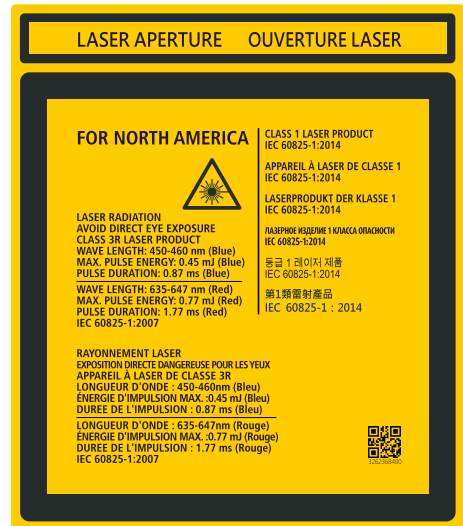 LASER APERTURE OUVERTURE LASER
FOR NORTH AMERICA
LASER RADIATION
AVOID DIRECT EYE EXPOSURE
CLASS 3R LASER PRODUCT
WAVE LENGTH: 450-460 nm (Blue)
MAX. PULSE ENERGY: 0.45 mJ (Blue)
PULSE DURATION: 0.87 ms (Blue)
WAVE LENGTH: 635-647 nm (Red)
MAX. PULSE ENERGY: 0.77 mJ (Red)
PULSE DURATION: 1.77 ms (Red)
IEC 60825-1:2007
RAYONNEMENT LASER
EXPOSITION DIRECTE DANGEREUSE POUR LES YEUX
APPAREIL À LASER DE CLASSE 3R
LONGUEUR D'ONDE : 450-460nm (Bleu)
ÉNERGIE D'IMPULSION MAX. :0.45 mJ (Bleu)
DUREE DE L'IMPULSION : 0.87 ms (Bleu)
LONGUEUR D'ONDE : 635-647nm (Rouge)
ÉNERGIE D'IMPULSION MAX. :0.77 mJ (Rouge)
DUREE DE L'IMPULSION : 1.77 ms (Rouge)
IEC 60825-1:2007
CLASS 1 LASER PRODUCT
IEC 60825-1:2014
APPAREIL À LASER DE CLASSE 1
IEC 60825-1:2014
LASERPRODUKT DER KLASSE 1
IEC 60825-1:2014
ЛАЗЕРНОЕ ИЗДЕЛИЕ 1 КЛАССА ОПАСНОСТИ
IEC 60825-1:2014
등급 1 레이저 제품
IEC 60825-1:2014
第1類雷射產品
IEC 60825-1：2014
3262368400